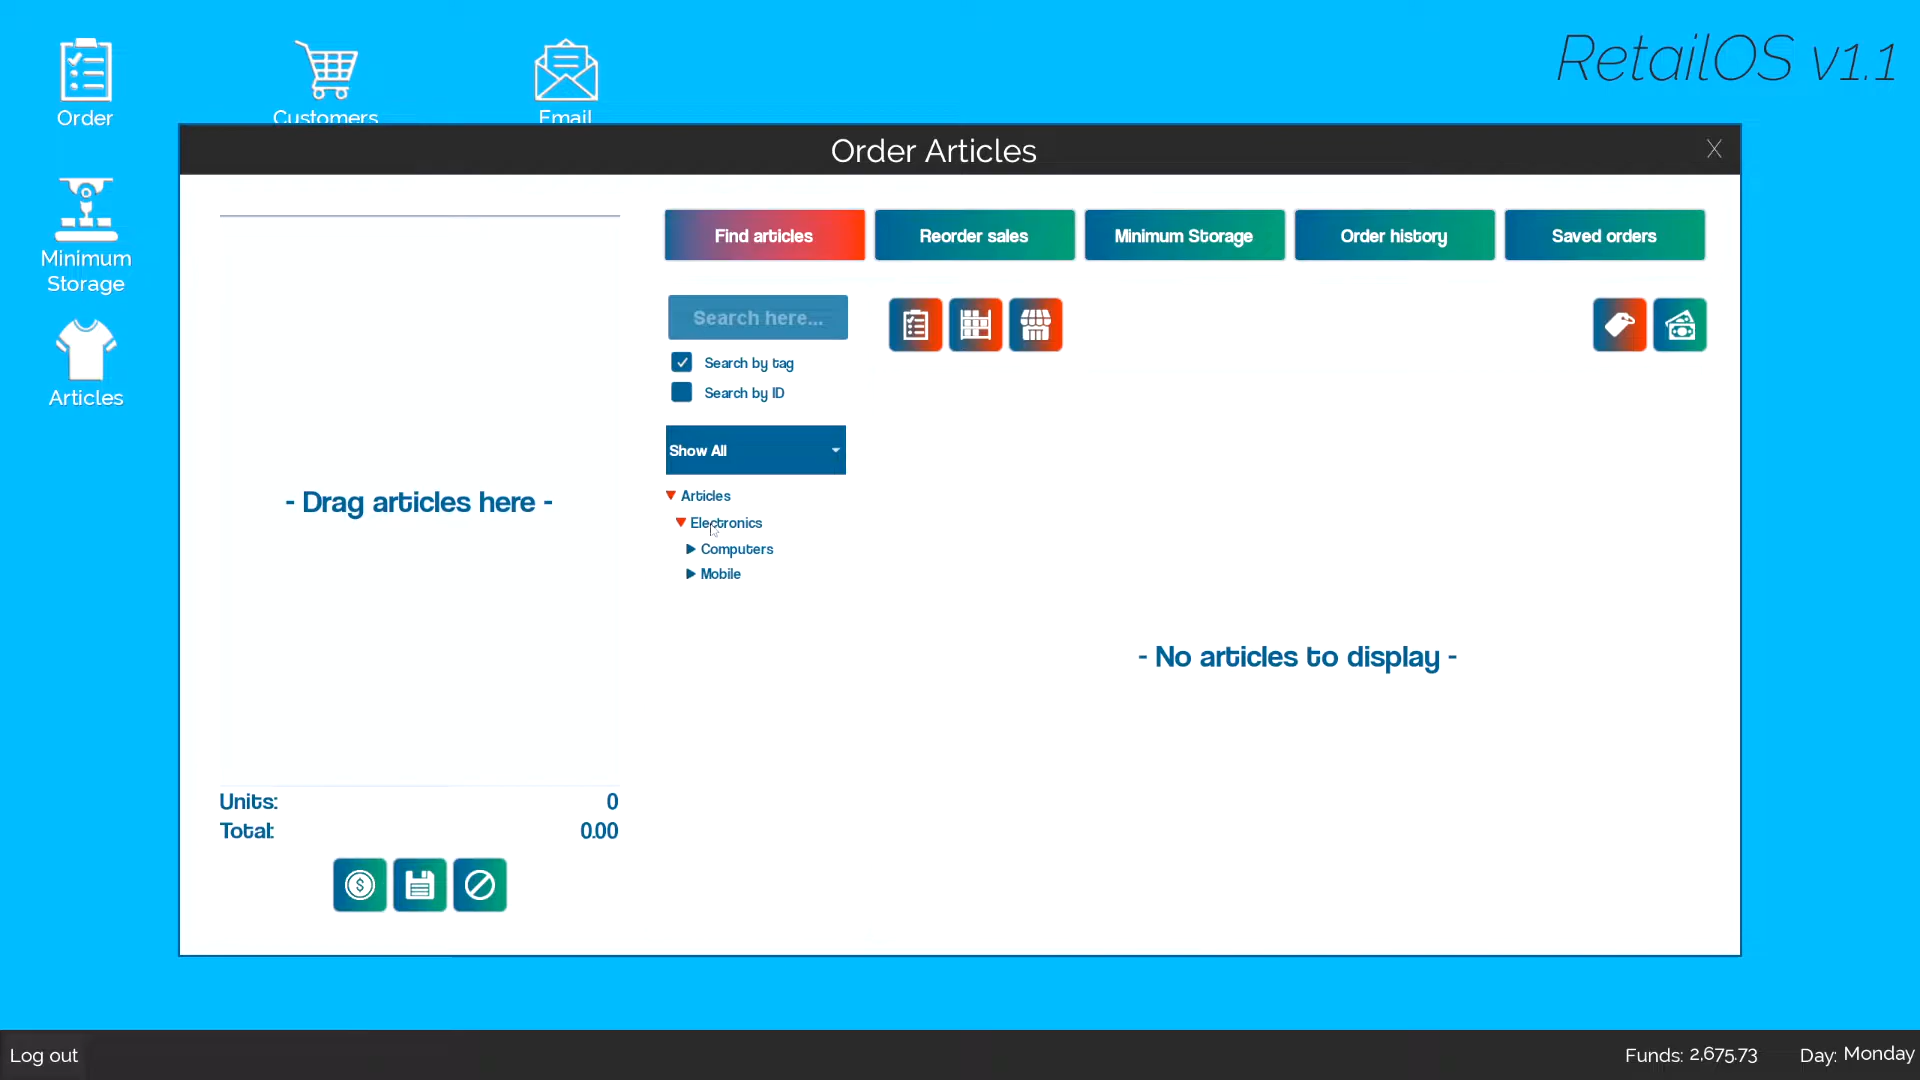 RetailOS v1.1
Order
Customers
Email
Order Articles
X
Minimum
Storage
Articles
Find articles
Reorder sales
Minimum Storage
Order history
Saved orders
Search here...
Search by tag
Search by ID
Show All
Articles
Electronics
Computers
Mobile
- Drag articles here -
- No articles to display -
Units: 0
Total: 0.00
Log out
Funds: 2,675.73
Day: Monday